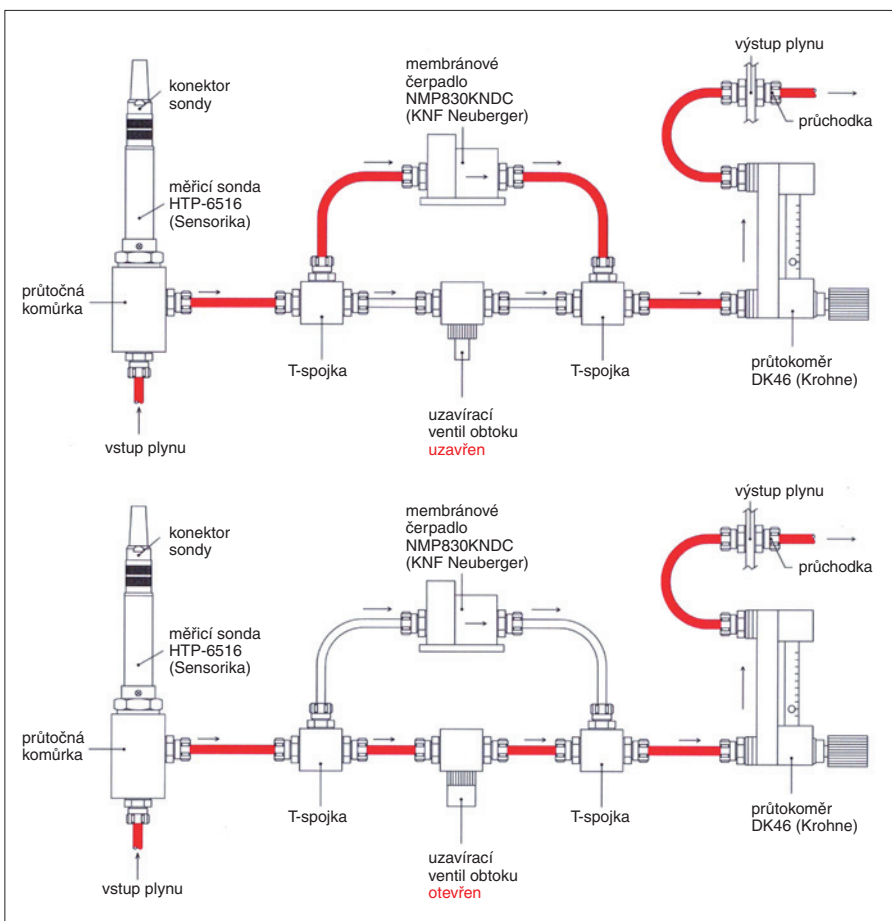 výstup plynu
konektor
sondy
membránové
čerpadlo
NMP830KNDC
(KNF Neuberger)
průchodka
měřicí sonda
HTP-6516
(Sensorika)
průtočná
komůrka
T-spojka
T-spojka
průtokoměr
DK46 (Krohne)
uzavírací
ventil obtoku
uzavřen
vstup plynu
výstup plynu
konektor
sondy
membránové
čerpadlo
NMP830KNDC
(KNF Neuberger)
průchodka
měřicí sonda
HTP-6516
(Sensorika)
průtočná
komůrka
T-spojka
T-spojka
průtokoměr
DK46 (Krohne)
uzavírací
ventil obtoku
otevřen
vstup plynu